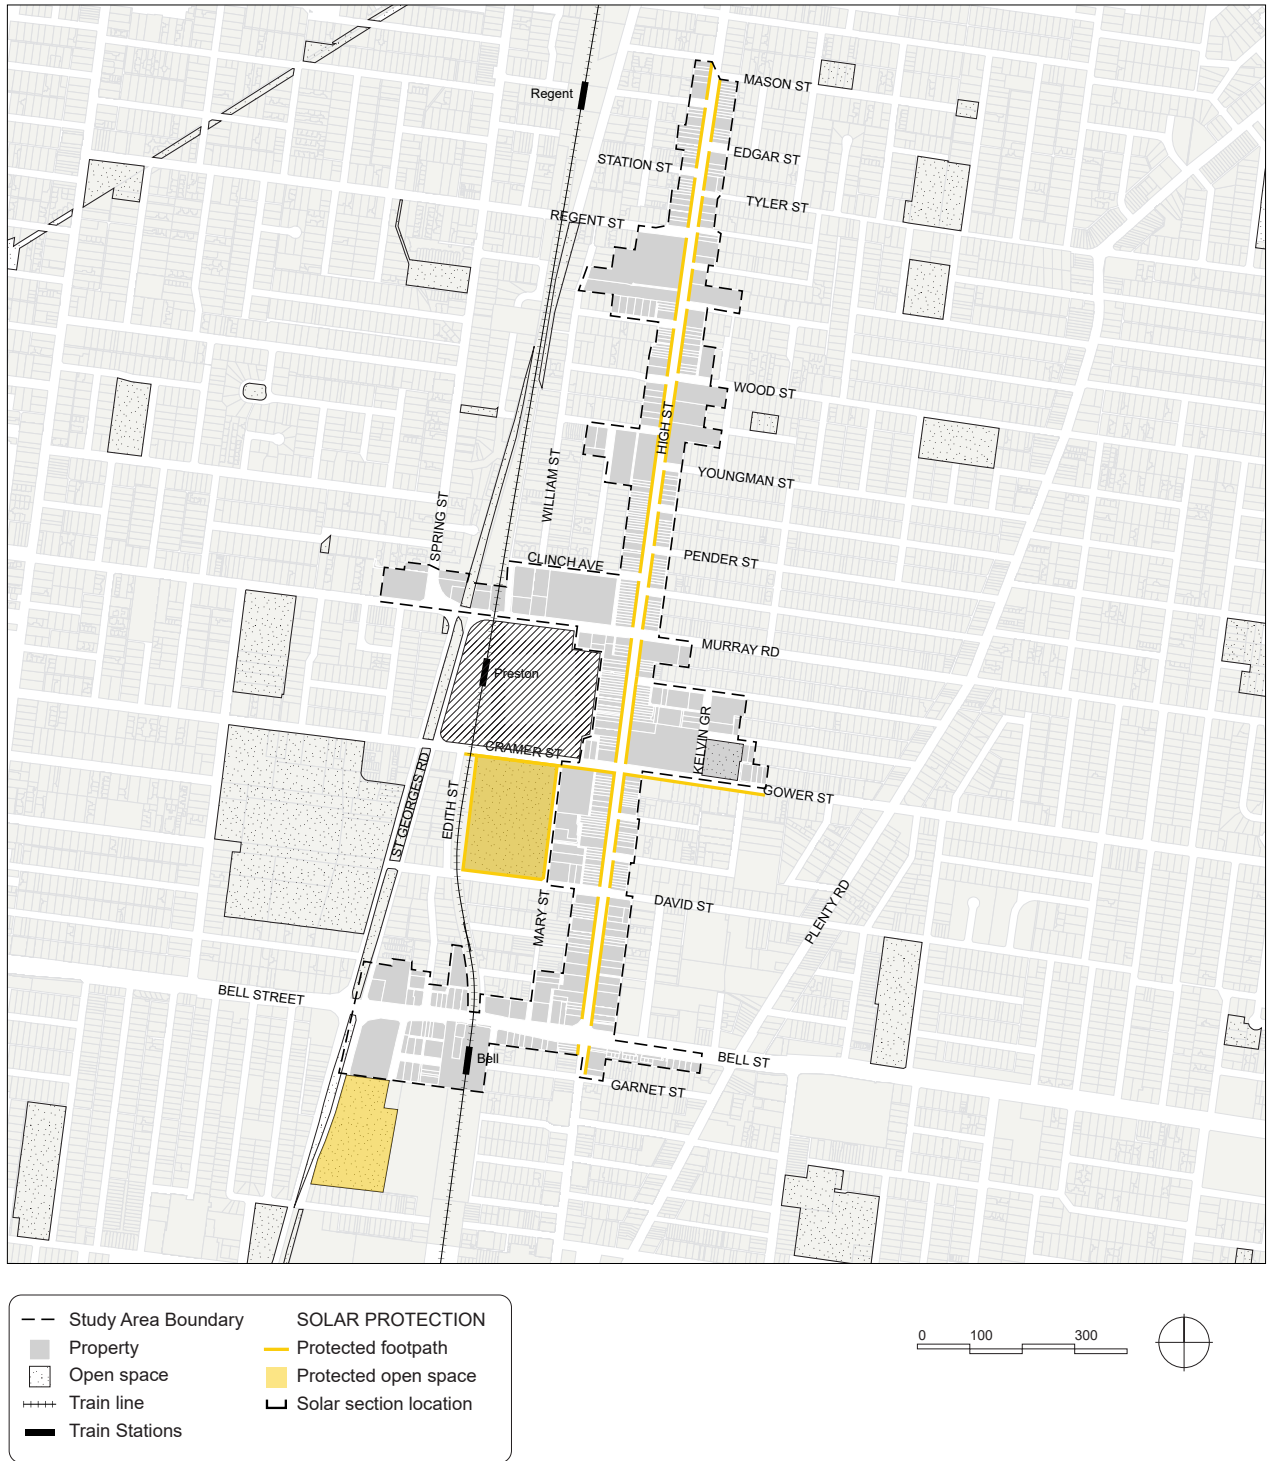 Regent
MASON ST
EDGAR ST
STATION ST
TYLER ST
REGENT ST
WOOD ST
HIGH ST
WILLIAM ST
YOUNGMAN ST
SPRING ST
CLINCH AVE
PENDER ST
MURRAY RD
Preston
KELVIN GR
CRAMER ST
GOWER ST
ST GEORGES RD
EDITH ST
MARY ST
DAVID ST
PLENTY RD
BELL STREET
Bell
BELL ST
GARNET ST
Study Area Boundary
Property
Open space
Train line
Train Stations
SOLAR PROTECTION
Protected footpath
Protected open space
Solar section location
0 100 300